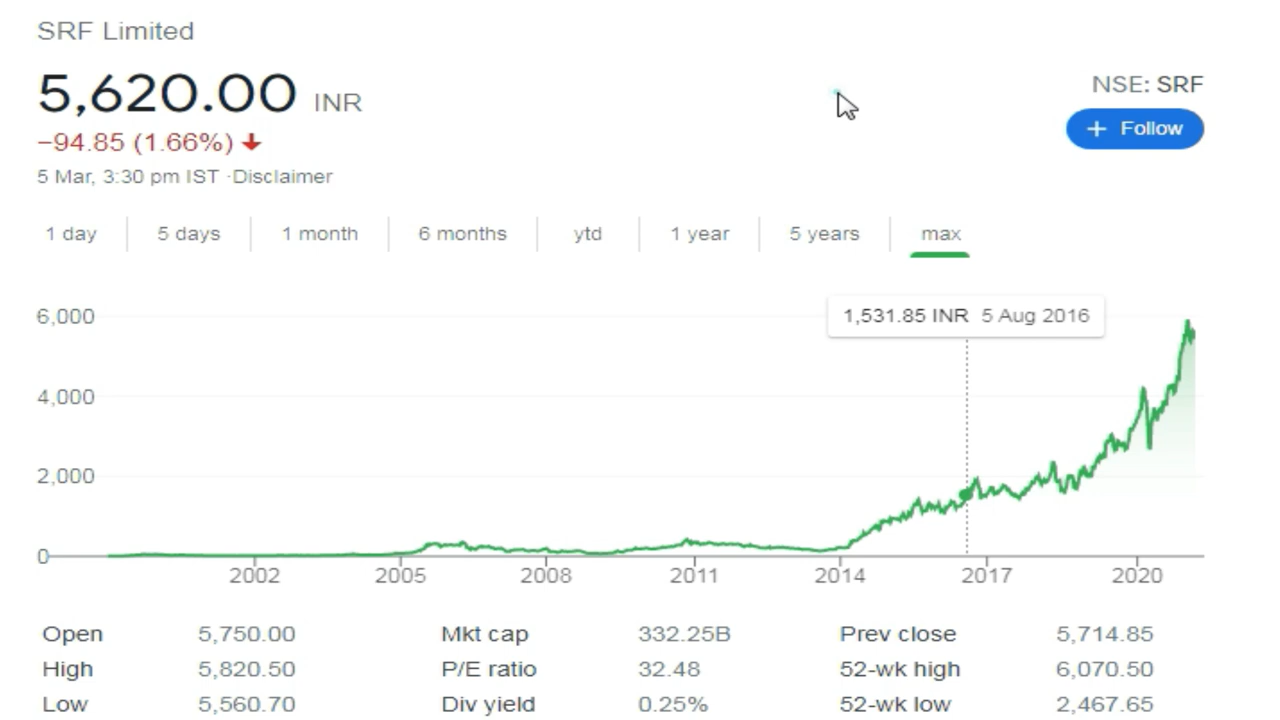 SRF Limited
5,620.00 INR
NSE: SRF
+ Follow
−94.85 (1.66%)
5 Mar, 3:30 pm IST ·Disclaimer
1 day 5 days 1 month 6 months ytd 1 year 5 years max
1,531.85 INR 5 Aug 2016
6,000
4,000
2,000
0
2002 2005 2008 2011 2014 2017 2020
Open 5,750.00 Mkt cap 332.25B Prev close 5,714.85
High 5,820.50 P/E ratio 32.48 52-wk high 6,070.50
Low 5,560.70 Div yield 0.25% 52-wk low 2,467.65